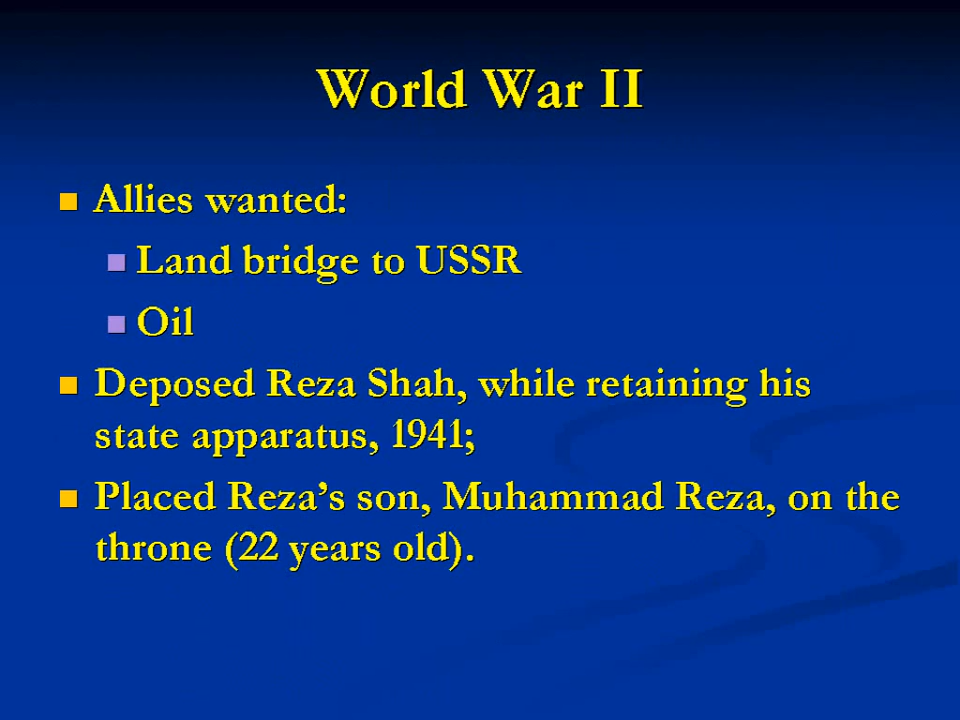 World War II
Allies wanted:
Land bridge to USSR
Oil
Deposed Reza Shah, while retaining his
state apparatus, 1941;
Placed Reza’s son, Muhammad Reza, on the
throne (22 years old).